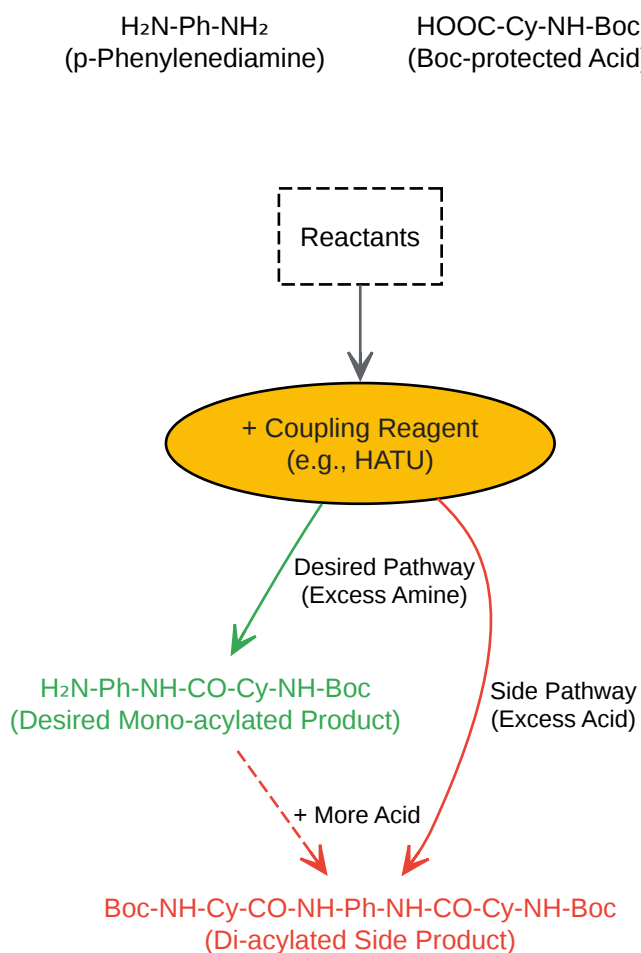 H₂N-Ph-NH₂
(p-Phenylenediamine)
HOOC-Cy-NH-Boc
(Boc-protected Acid)
Reactants
+ Coupling Reagent
(e.g., HATU)
Desired Pathway
(Excess Amine)
H₂N-Ph-NH-CO-Cy-NH-Boc
(Desired Mono-acylated Product)
Side Pathway
(Excess Acid)
+ More Acid
Boc-NH-Cy-CO-NH-Ph-NH-CO-Cy-NH-Boc
(Di-acylated Side Product)